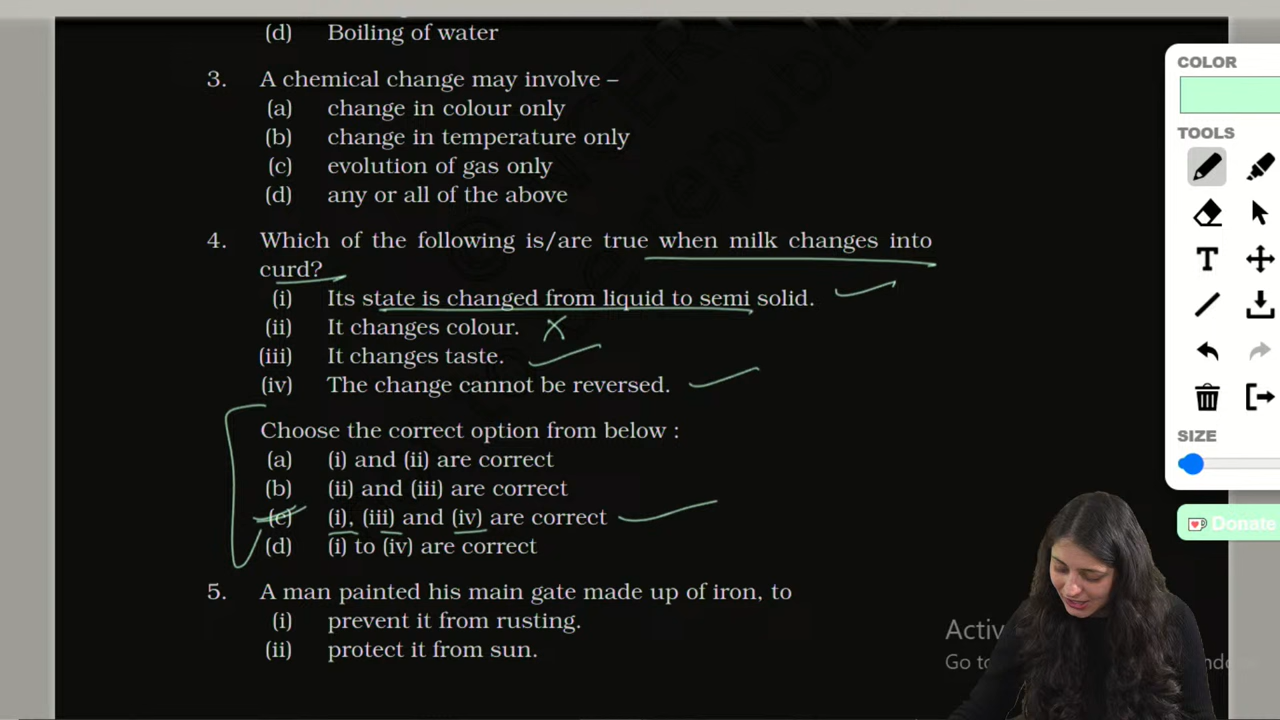 (d) Boiling of water
3. A chemical change may involve –
(a) change in colour only
(b) change in temperature only
(c) evolution of gas only
(d) any or all of the above
4. Which of the following is/are true when milk changes into
curd?
(i) Its state is changed from liquid to semi solid.
(ii) It changes colour.
(iii) It changes taste.
(iv) The change cannot be reversed.
Choose the correct option from below :
(a) (i) and (ii) are correct
(b) (ii) and (iii) are correct
(c) (i), (iii) and (iv) are correct
(d) (i) to (iv) are correct
5. A man painted his main gate made up of iron, to
(i) prevent it from rusting.
(ii) protect it from sun.
COLOR
TOOLS
T
SIZE
Donate
Activ
Go to